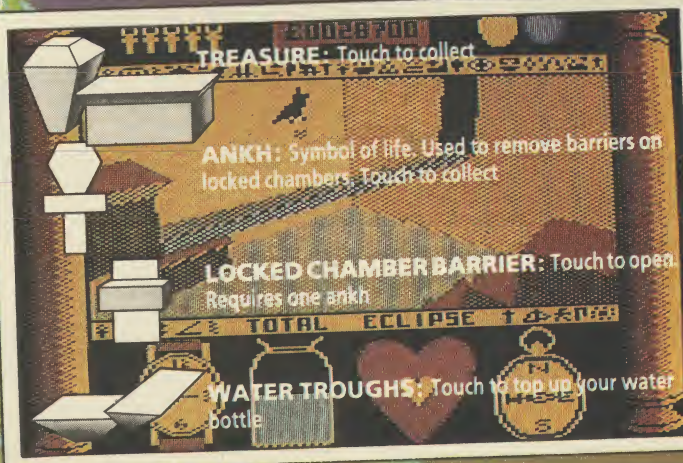 £0028700
TREASURE: Touch to collect
ANKH: Symbol of life. Used to remove barriers on
locked chambers. Touch to collect
LOCKED CHAMBER BARRIER: Touch to open.
Requires one ankh
TOTAL ECLIPSE
WATER TROUGHS: Touch to top up your water
bottle
N
S